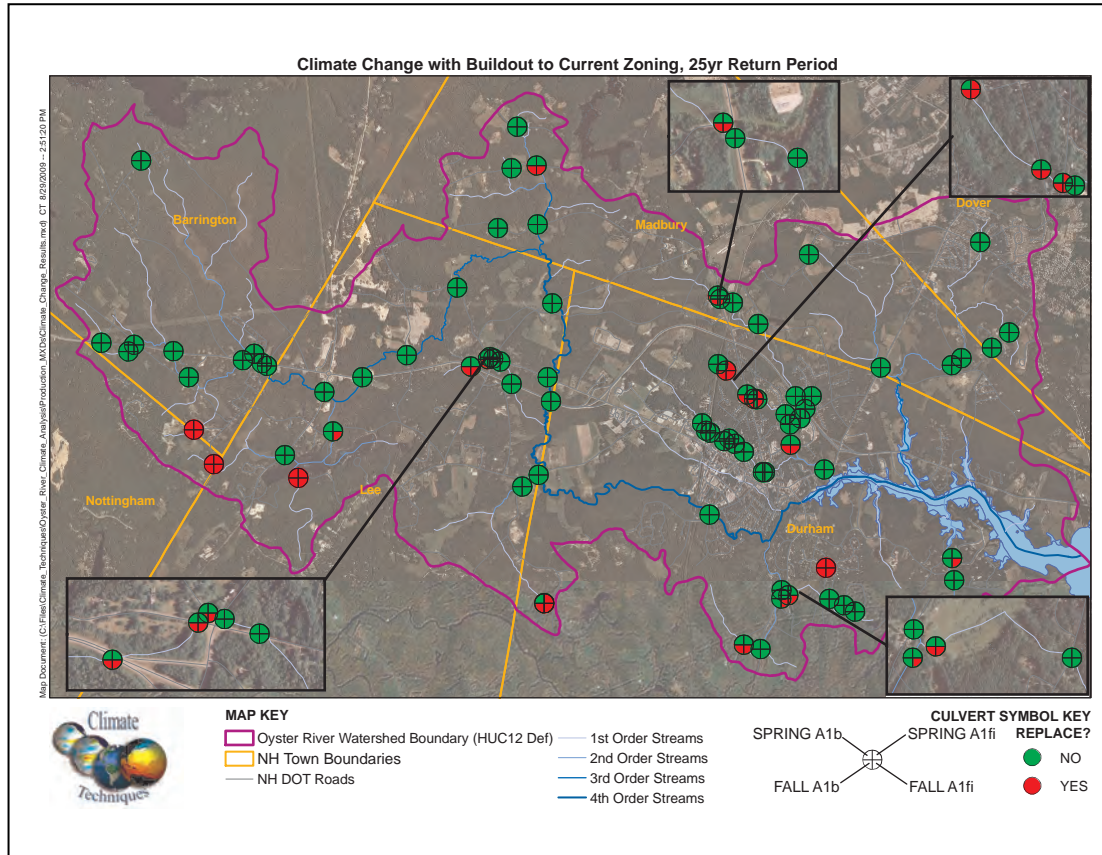 Climate Change with Buildout to Current Zoning, 25yr Return Period
Map Document: (C:\Files\Climate_Techniques\Oyster_River_Climate_Analysis\Production_MXDs\Climate_Change_Results.mxd) CT 8/29/2009 -- 2:51:20 PM
Barrington
Madbury
Dover
Nottingham
Lee
Durham
Climate
Techniques
MAP KEY
Oyster River Watershed Boundary (HUC12 Def)
NH Town Boundaries
NH DOT Roads
1st Order Streams
2nd Order Streams
3rd Order Streams
4th Order Streams
CULVERT SYMBOL KEY
REPLACE?
SPRING A1b
SPRING A1fi
FALL A1b
FALL A1fi
NO
YES